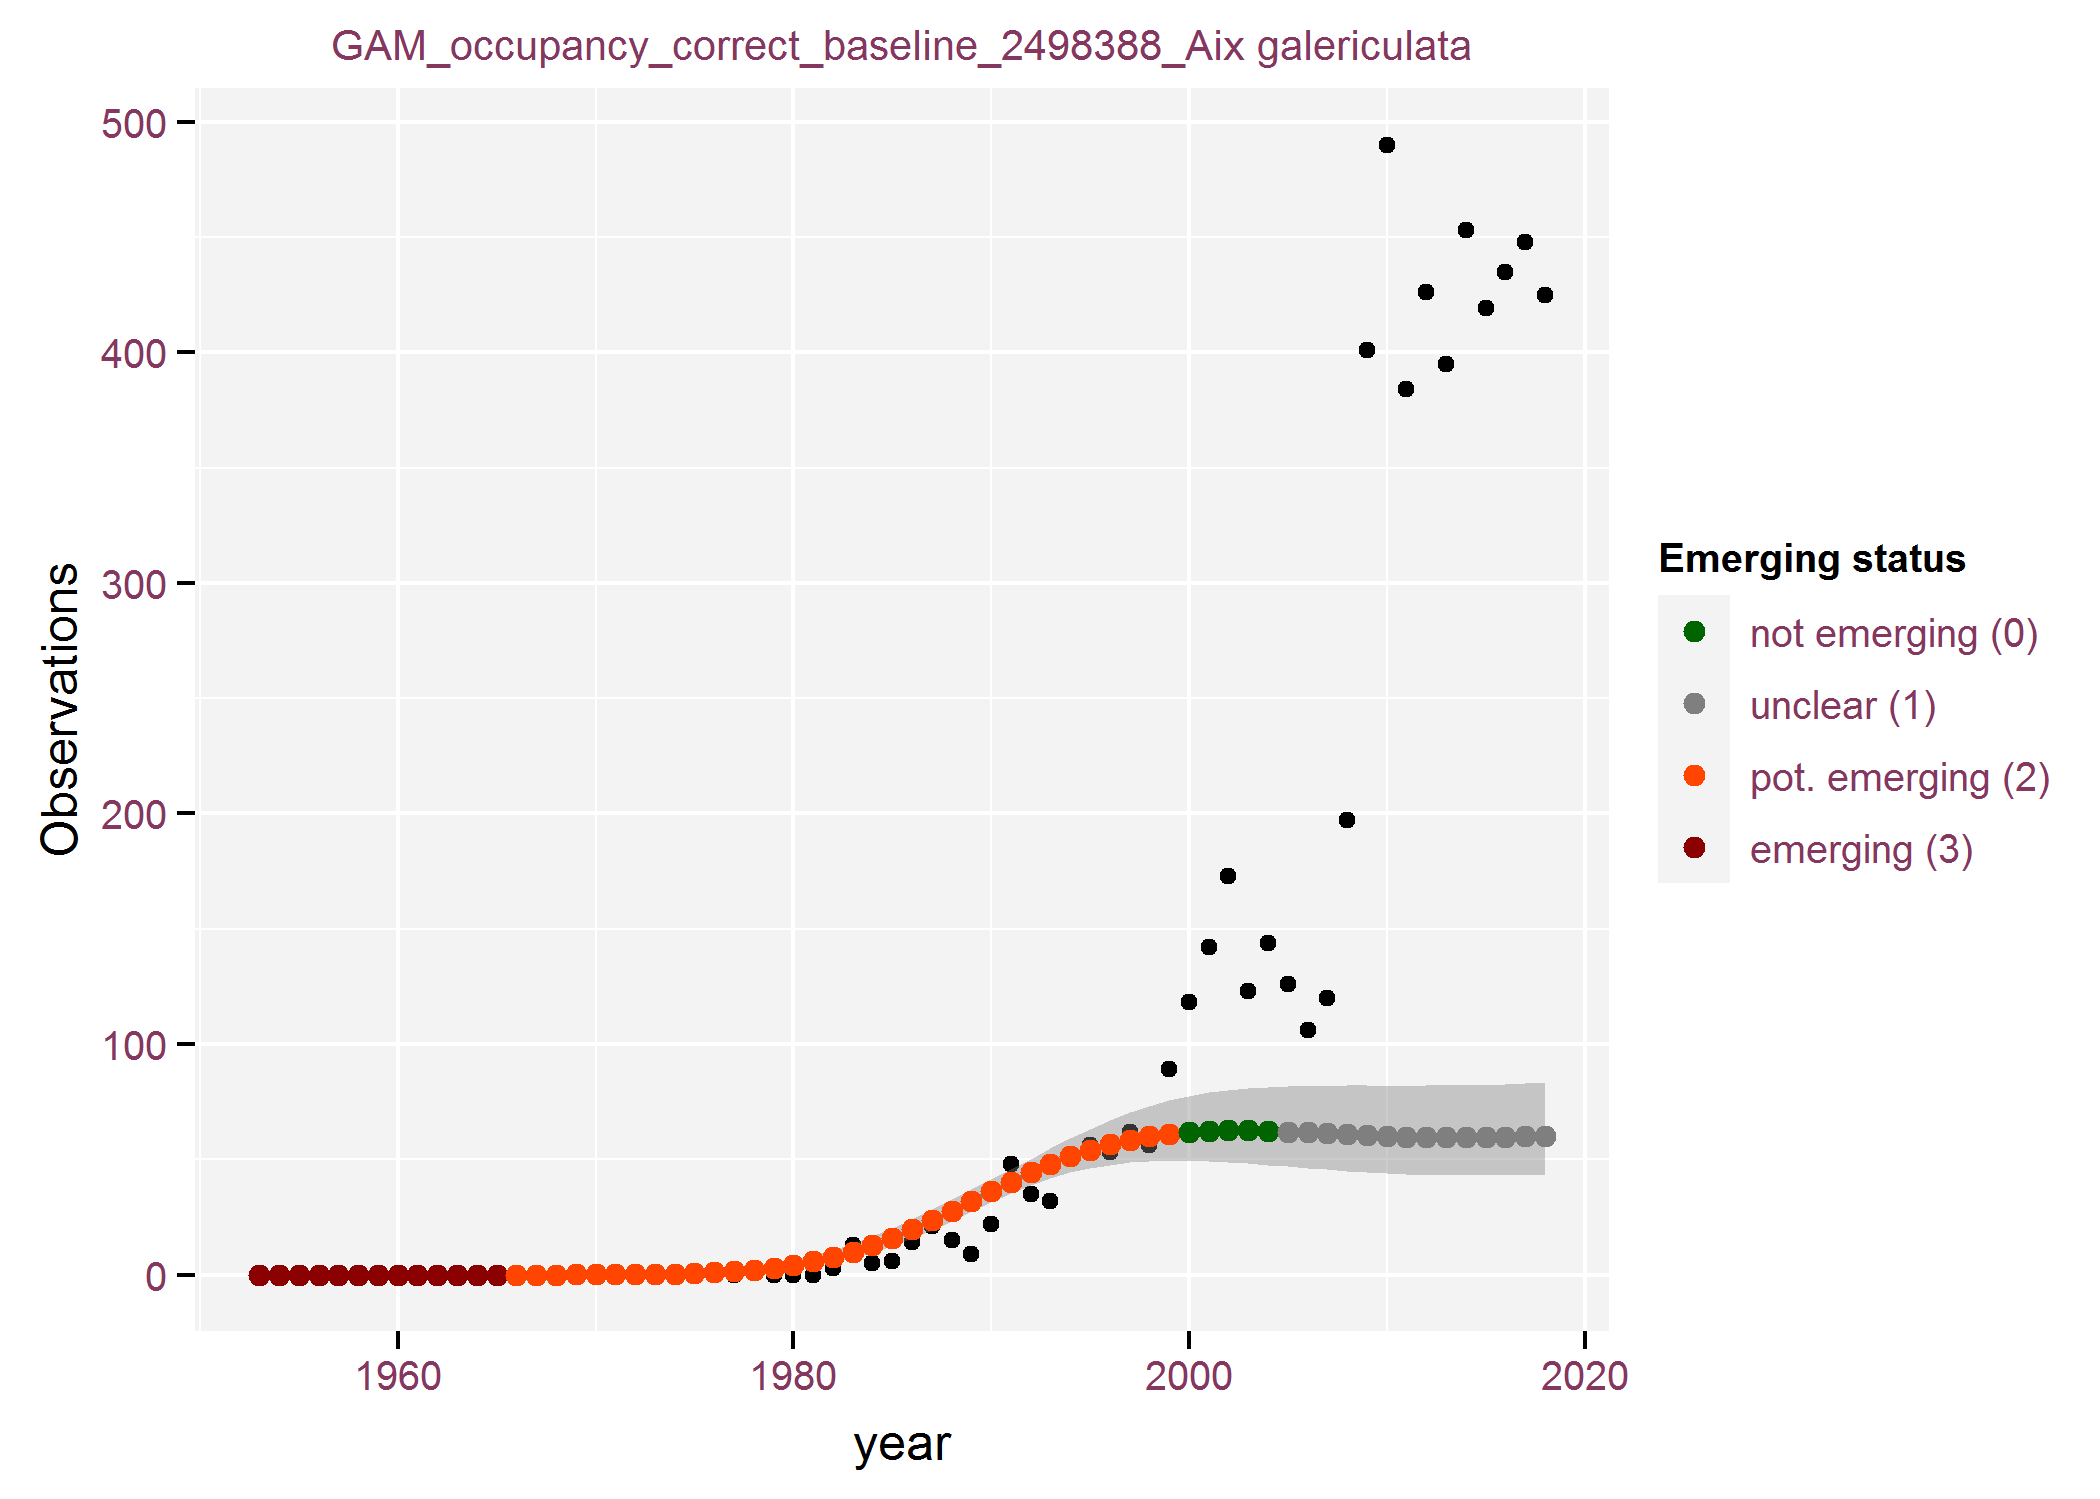 GAM_occupancy_correct_baseline_2498388_Aix galericulata
500
400
300
200
100
0
Observations
1960
1980
2000
2020
year
Emerging status
not emerging (0)
unclear (1)
pot. emerging (2)
emerging (3)